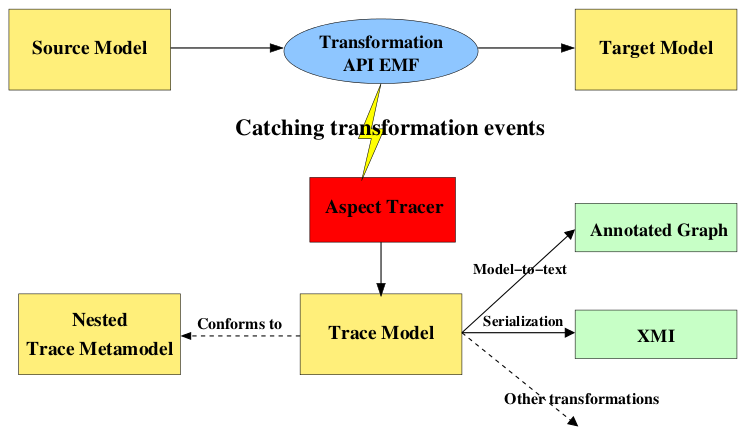 Source Model
Transformation
API EMF
Target Model
Catching transformation events
Aspect Tracer
Annotated Graph
Model-to-text
Nested
Trace Metamodel
Conforms to
Trace Model
Serialization
XMI
Other transformations